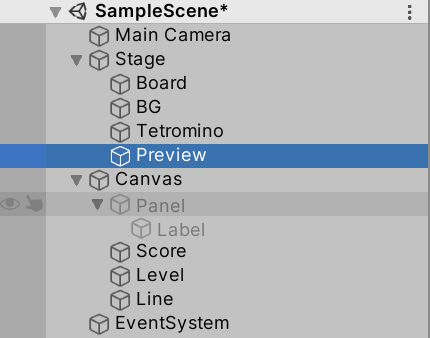 SampleScene*
Main Camera
Stage
Board
BG
Tetromino
Preview
Canvas
Panel
Label
Score
Level
Line
EventSystem